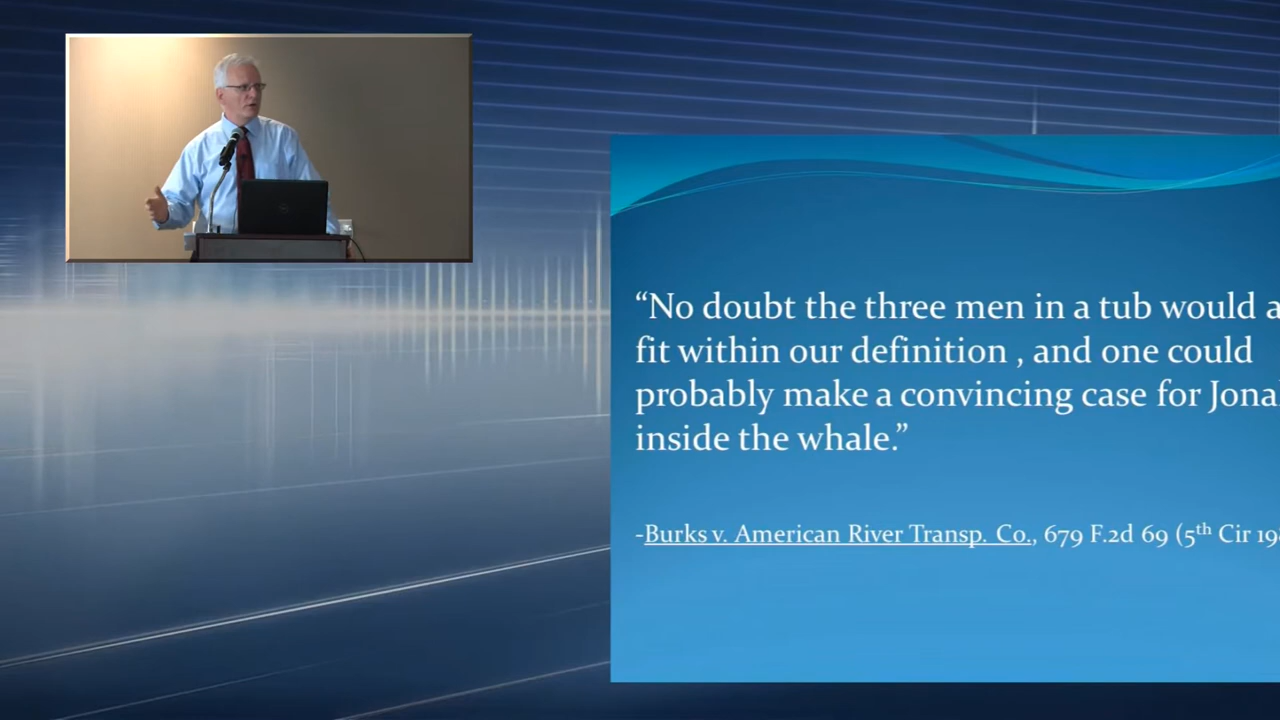 “No doubt the three men in a tub would a
fit within our definition , and one could
probably make a convincing case for Jona
inside the whale.”
-Burks v. American River Transp. Co., 679 F.2d 69 (5th Cir 19